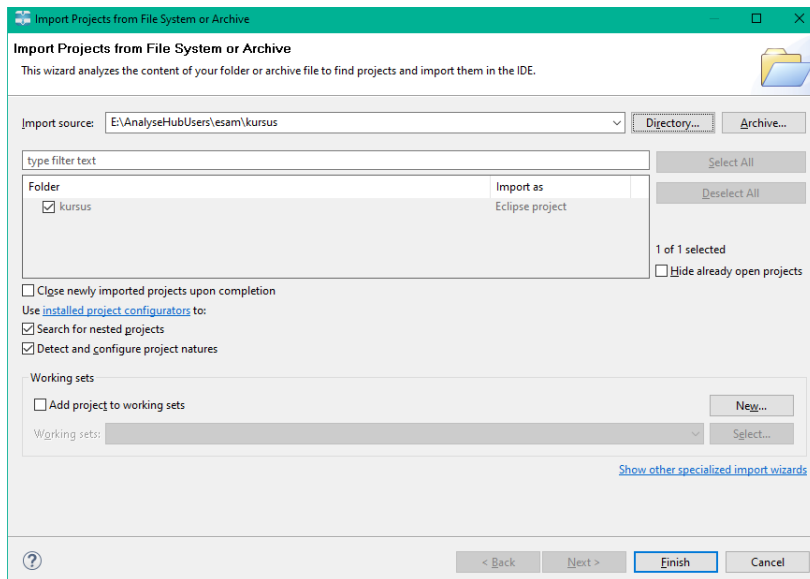 Import Projects from File System or Archive
Import Projects from File System or Archive
This wizard analyzes the content of your folder or archive file to find projects and import them in the IDE.
Import source: E:\AnalyseHubUsers\esam\kursus Directory... Archive...
type filter text Select All
Folder Import as Deselect All
kursus Eclipse project
1 of 1 selected
Hide already open projects
Close newly imported projects upon completion
Use installed project configurators to:
Search for nested projects
Detect and configure project natures
Working sets
Add project to working sets New...
Working sets: Select...
Show other specialized import wizards
? < Back Next > Finish Cancel